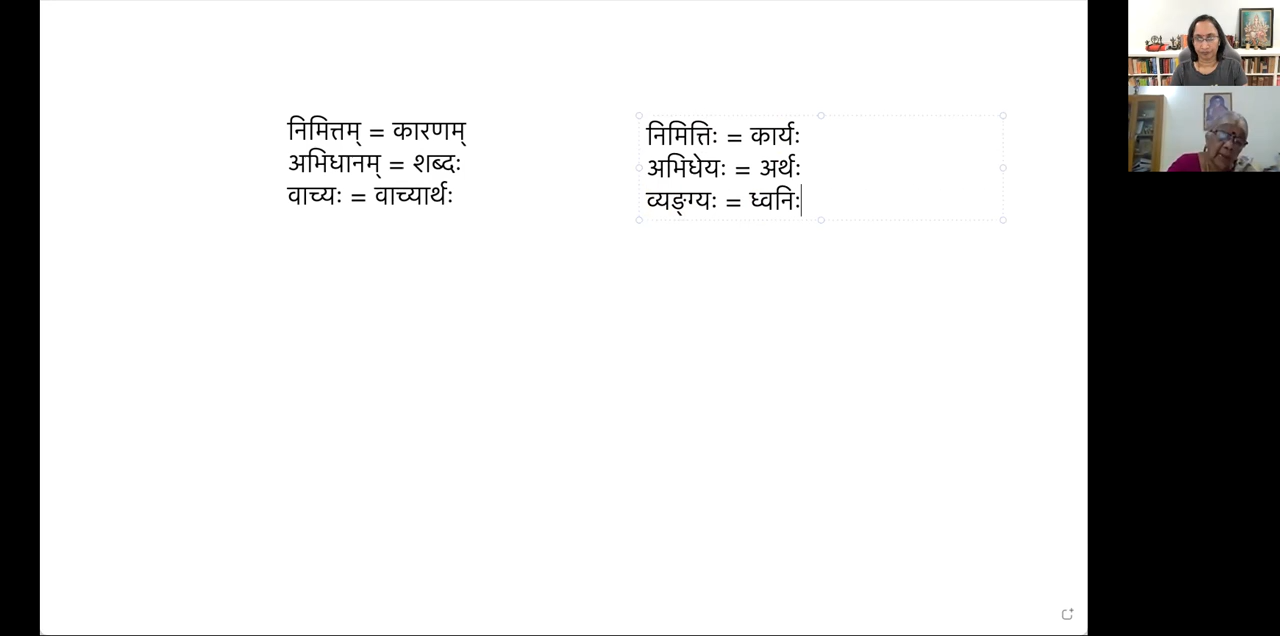 निमित्तम् = कारणम्
अभिधानम् = शब्दः
वाच्यः = वाच्यार्थः
निमित्तिः = कार्यः
अभिधेयः = अर्थः
व्यङ्ग्यः = ध्वनिः